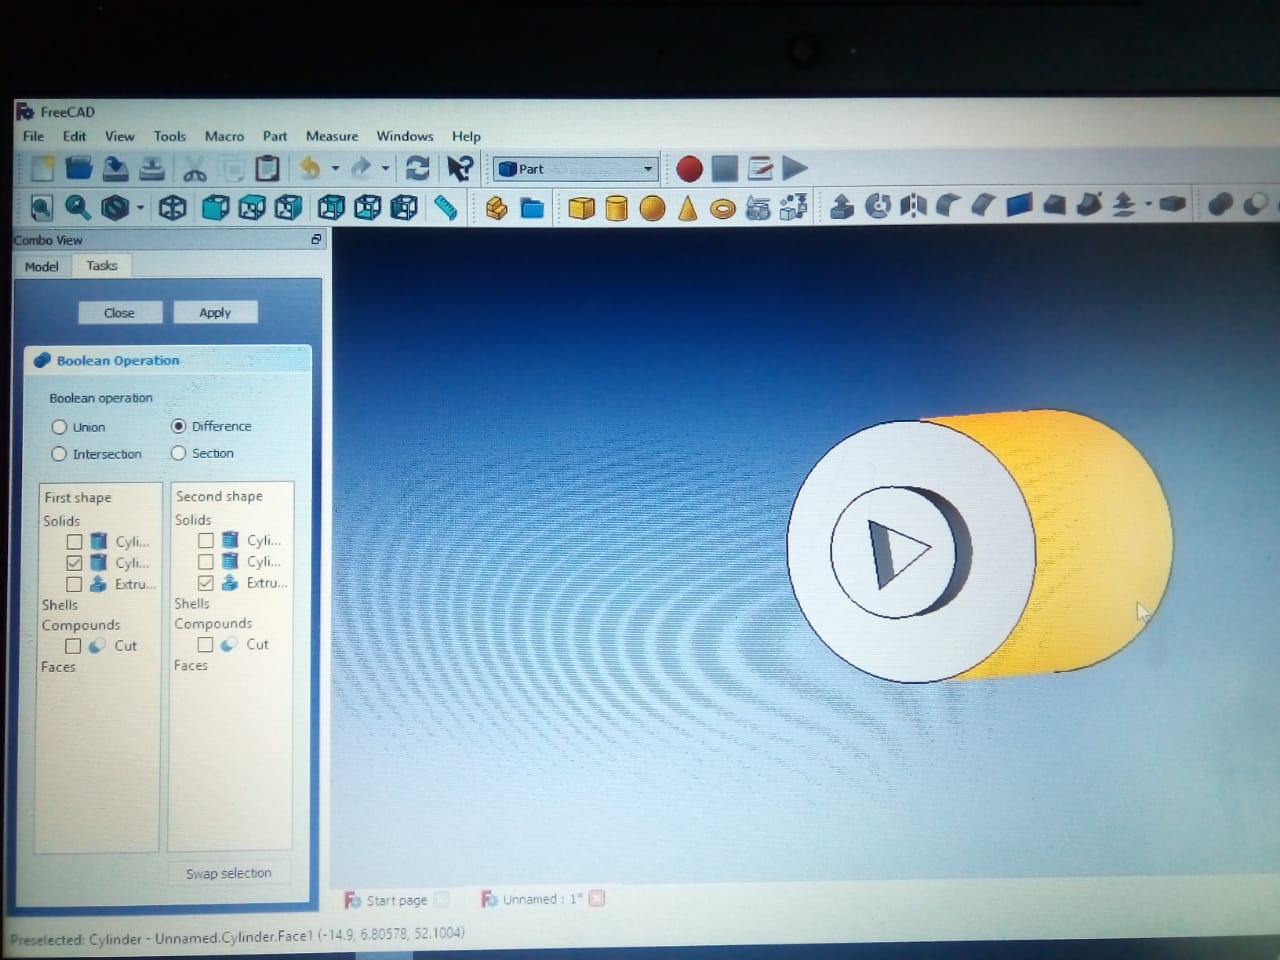 FreeCAD
File Edit View Tools Macro Part Measure Windows Help
Part
Combo View
Model Tasks
Close Apply
Boolean Operation
Boolean operation
Union Difference
Intersection Section
First shape
Solids
Cyli...
Cyli...
Extru...
Shells
Compounds
Cut
Faces
Second shape
Solids
Cyli...
Cyli...
Extru...
Shells
Compounds
Cut
Faces
Swap selection
Start page Unnamed : 1*
Preselected: Cylinder - Unnamed.Cylinder.Face1 (-14.9, 6.80578, 52.1004)